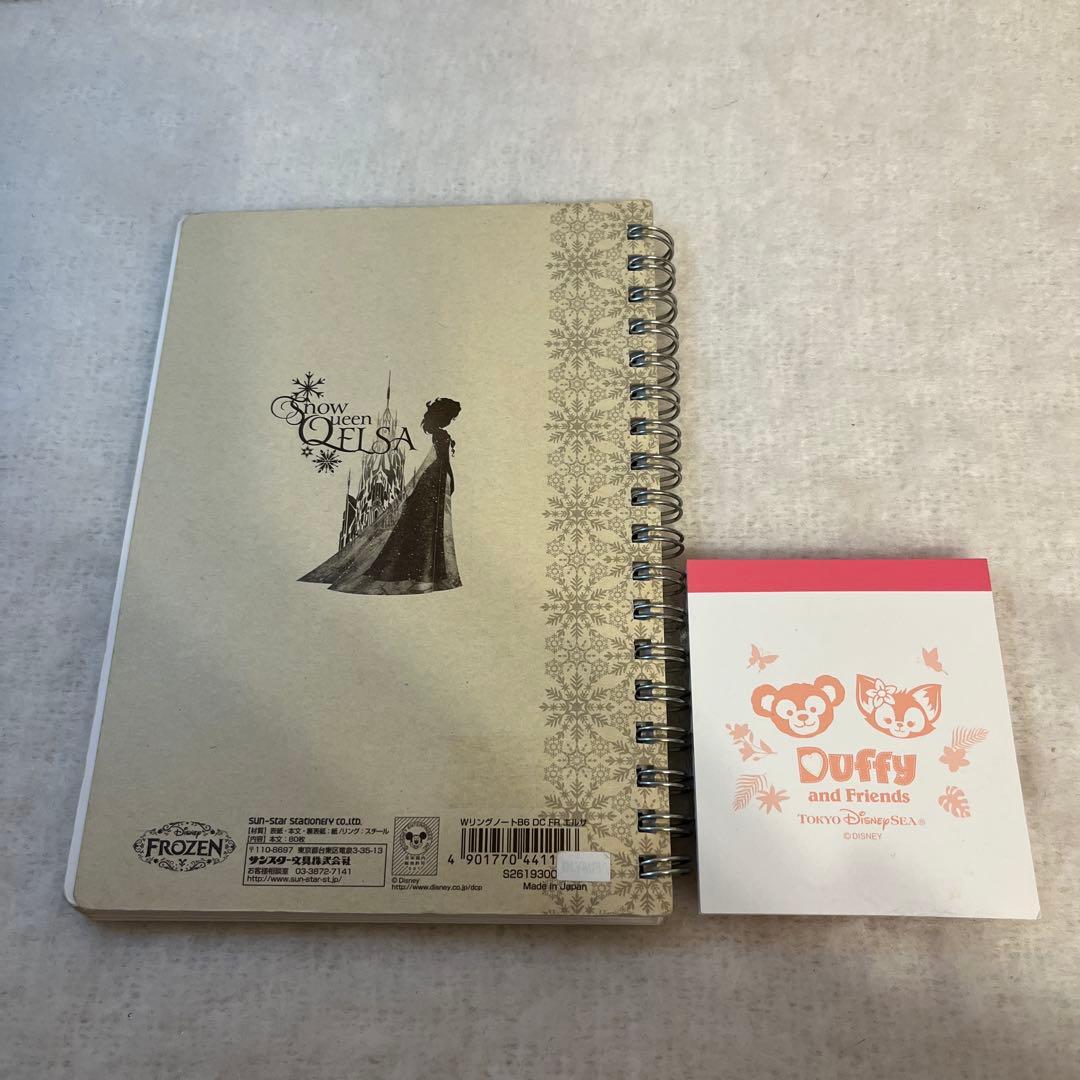 Snow
Queen
ELSA
Disney
FROZEN
sun-star Stationery CO.,LTD.
【材質】表紙・本文・裏表紙:紙/リング:スチール
【内容】本文:80枚
〒110-8697 東京都台東区竜泉3-35-13
サンスター文具株式会社
お客様相談室 03-3872-7141
http://www.sun-star-st.jp/
© Disney
http://www.disney.co.jp/dcp
WリングノートB6 DC FR エルサ
4 901770 4411
S2619300
Made in Japan
Duffy
and Friends
TOKYO DISNEY SEA®
© DISNEY